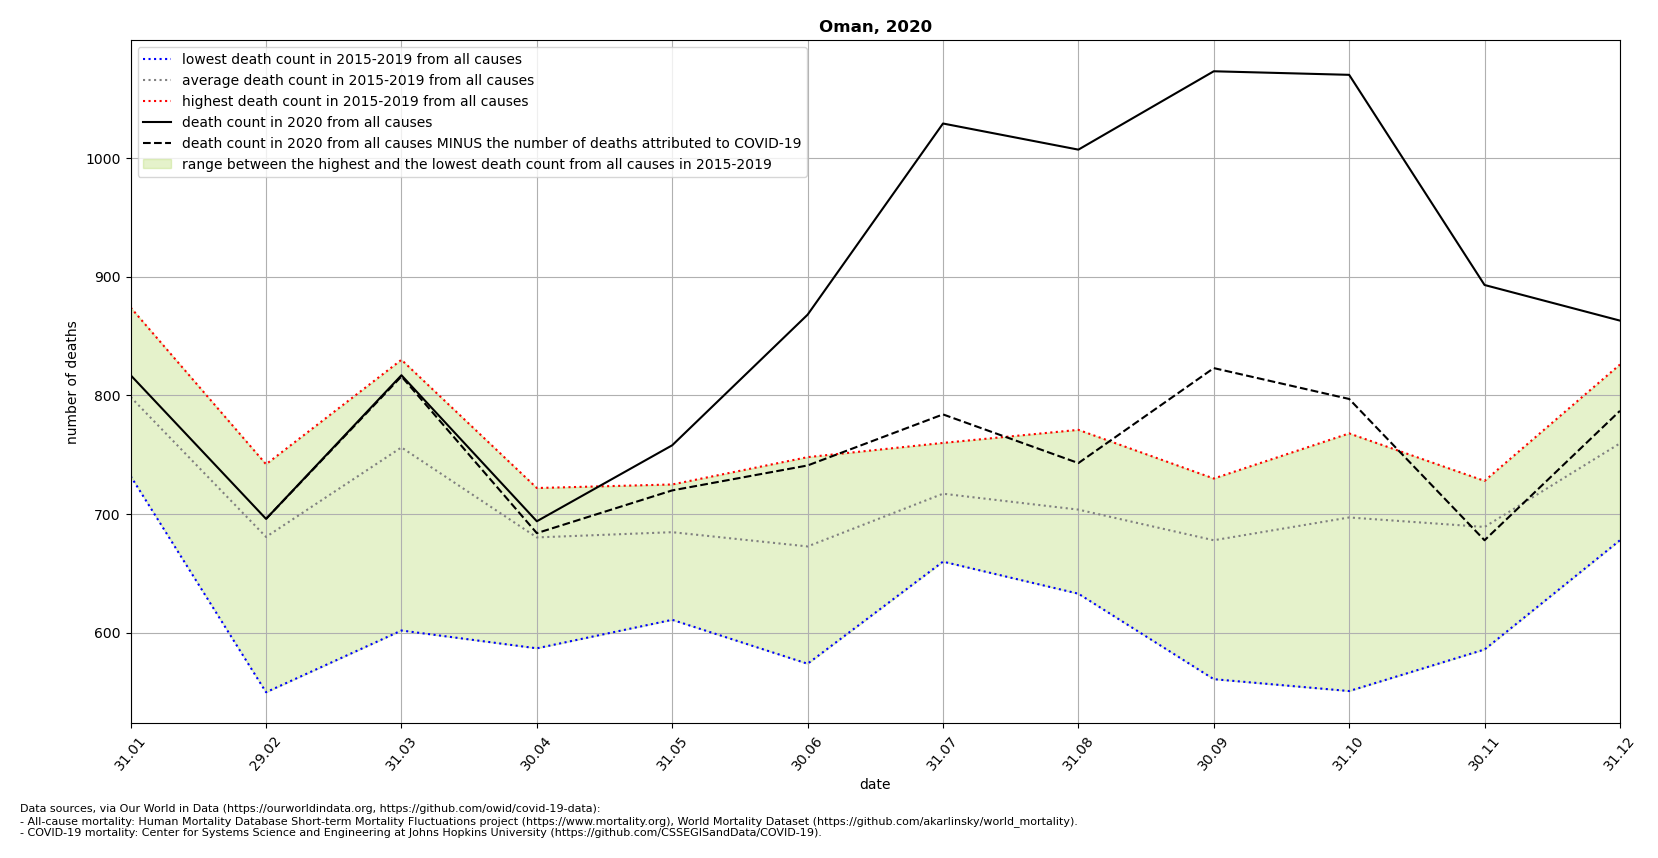 Oman, 2020
lowest death count in 2015-2019 from all causes
average death count in 2015-2019 from all causes
highest death count in 2015-2019 from all causes
death count in 2020 from all causes
death count in 2020 from all causes MINUS the number of deaths attributed to COVID-19
range between the highest and the lowest death count from all causes in 2015-2019
number of deaths
1000
900
800
700
600
31.01
29.02
31.03
30.04
31.05
30.06
31.07
31.08
30.09
31.10
30.11
31.12
date
Data sources, via Our World in Data (https://ourworldindata.org, https://github.com/owid/covid-19-data):
- All-cause mortality: Human Mortality Database Short-term Mortality Fluctuations project (https://www.mortality.org), World Mortality Dataset (https://github.com/akarlinsky/world_mortality).
- COVID-19 mortality: Center for Systems Science and Engineering at Johns Hopkins University (https://github.com/CSSEGISandData/COVID-19).